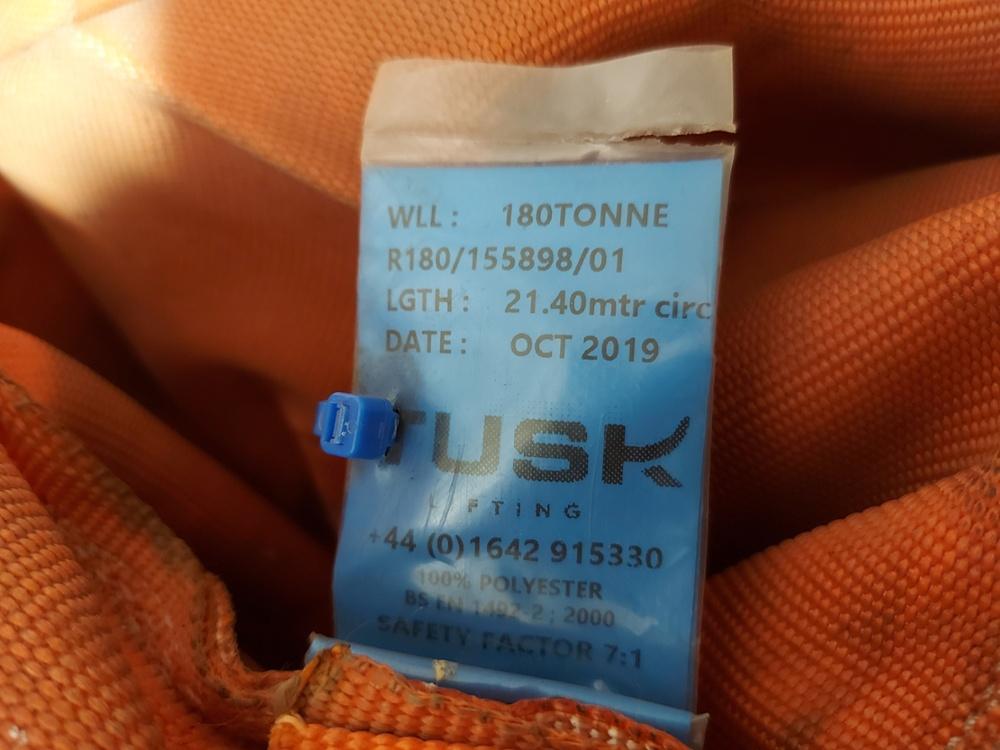 WLL : 180TONNE
R180/155898/01
LGTH : 21.40mtr circ
DATE : OCT 2019
TUSK
LIFTING
+44 (0)1642 915330
100% POLYESTER
BS EN 1492-2 ; 2000
SAFETY FACTOR 7:1